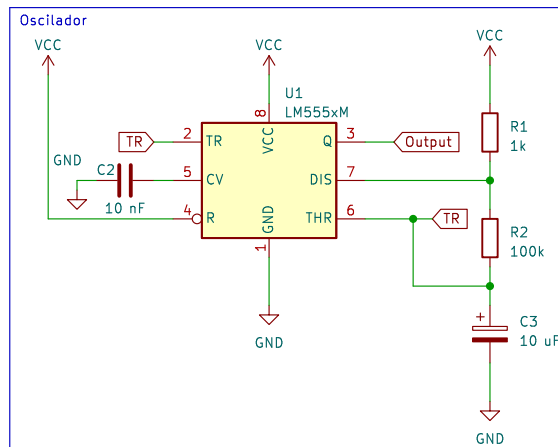 Oscilador
VCC
VCC
VCC
U1
LM555xM
8
VCC
TR
2
TR
Q
3
Output
R1
1k
GND
C2
10 nF
5
CV
DIS
7
4
R
GND
1
THR
6
TR
R2
100k
GND
+
C3
10 uF
GND